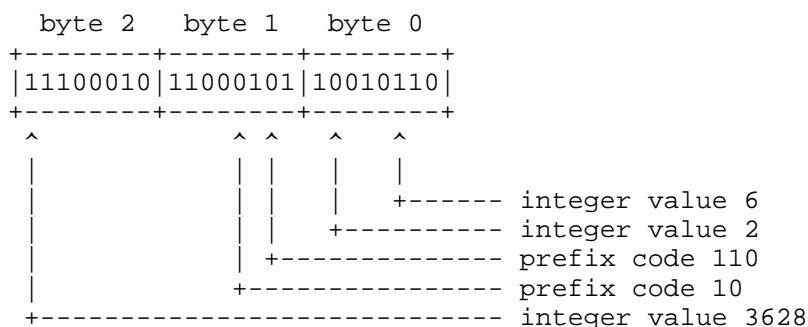 byte 2   byte 1   byte 0
+--------+--------+--------+
|11100010|11000101|10010110|
+--------+--------+--------+
 ^            ^ ^   ^   ^
 |            | |   |   |
 |            | |   |   +------ integer value 6
 |            | |   +---------- integer value 2
 |            | +-------------- prefix code 110
 |            +---------------- prefix code 10
 +----------------------------- integer value 3628